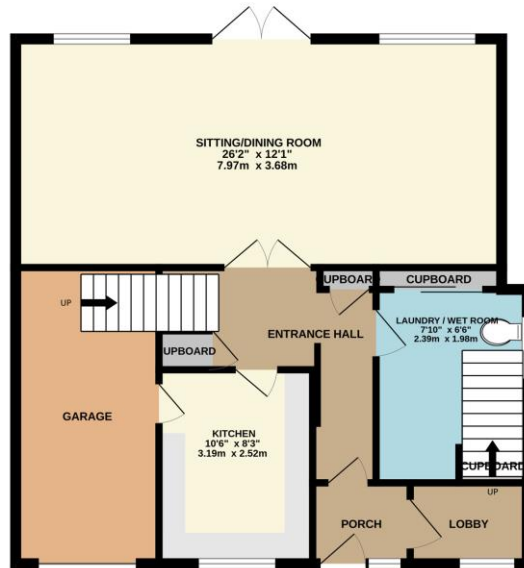 SITTING/DINING ROOM
26'2" x 12'1"
7.97m x 3.68m
UPBOARD
CUPBOARD
UP
LAUNDRY / WET ROOM
7'10" x 6'6"
2.39m x 1.98m
ENTRANCE HALL
UPBOARD
GARAGE
KITCHEN
10'6" x 8'3"
3.19m x 2.52m
CUPBOARD
UP
PORCH
LOBBY